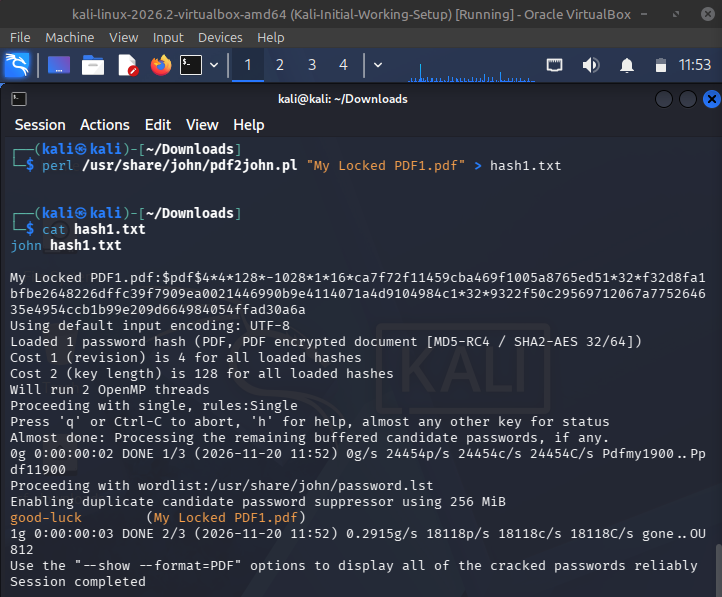 kali-linux-2026.2-virtualbox-amd64 (Kali-Initial-Working-Setup) [Running] - Oracle VirtualBox
File Machine View Input Devices Help
1 2 3 4 11:53
kali@kali: ~/Downloads
Session Actions Edit View Help
┌──(kali㉿kali)-[~/Downloads]
└─$ perl /usr/share/john/pdf2john.pl "My Locked PDF1.pdf" > hash1.txt
┌──(kali㉿kali)-[~/Downloads]
└─$ cat hash1.txt
john hash1.txt
My Locked PDF1.pdf:$pdf$4*4*128*-1028*1*16*ca7f72f11459cba469f1005a8765ed51*32*f32d8fa1
bfbe2648226dffc39f7909ea0021446990b9e4114071a4d9104984c1*32*9322f50c29569712067a7752646
35e4954ccb1b99e209d664984054ffad30a6a
Using default input encoding: UTF-8
Loaded 1 password hash (PDF, PDF encrypted document [MD5-RC4 / SHA2-AES 32/64])
Cost 1 (revision) is 4 for all loaded hashes
Cost 2 (key length) is 128 for all loaded hashes
Will run 2 OpenMP threads
Proceeding with single, rules:Single
Press 'q' or Ctrl-C to abort, 'h' for help, almost any other key for status
Almost done: Processing the remaining buffered candidate passwords, if any.
0g 0:00:00:02 DONE 1/3 (2026-11-20 11:52) 0g/s 24454p/s 24454c/s 24454C/s Pdfmy1900..Pp
df11900
Proceeding with wordlist:/usr/share/john/password.lst
Enabling duplicate candidate password suppressor using 256 MiB
good-luck        (My Locked PDF1.pdf)
1g 0:00:00:03 DONE 2/3 (2026-11-20 11:52) 0.2915g/s 18118p/s 18118c/s 18118C/s gone..OU
812
Use the "--show --format=PDF" options to display all of the cracked passwords reliably
Session completed
KALI